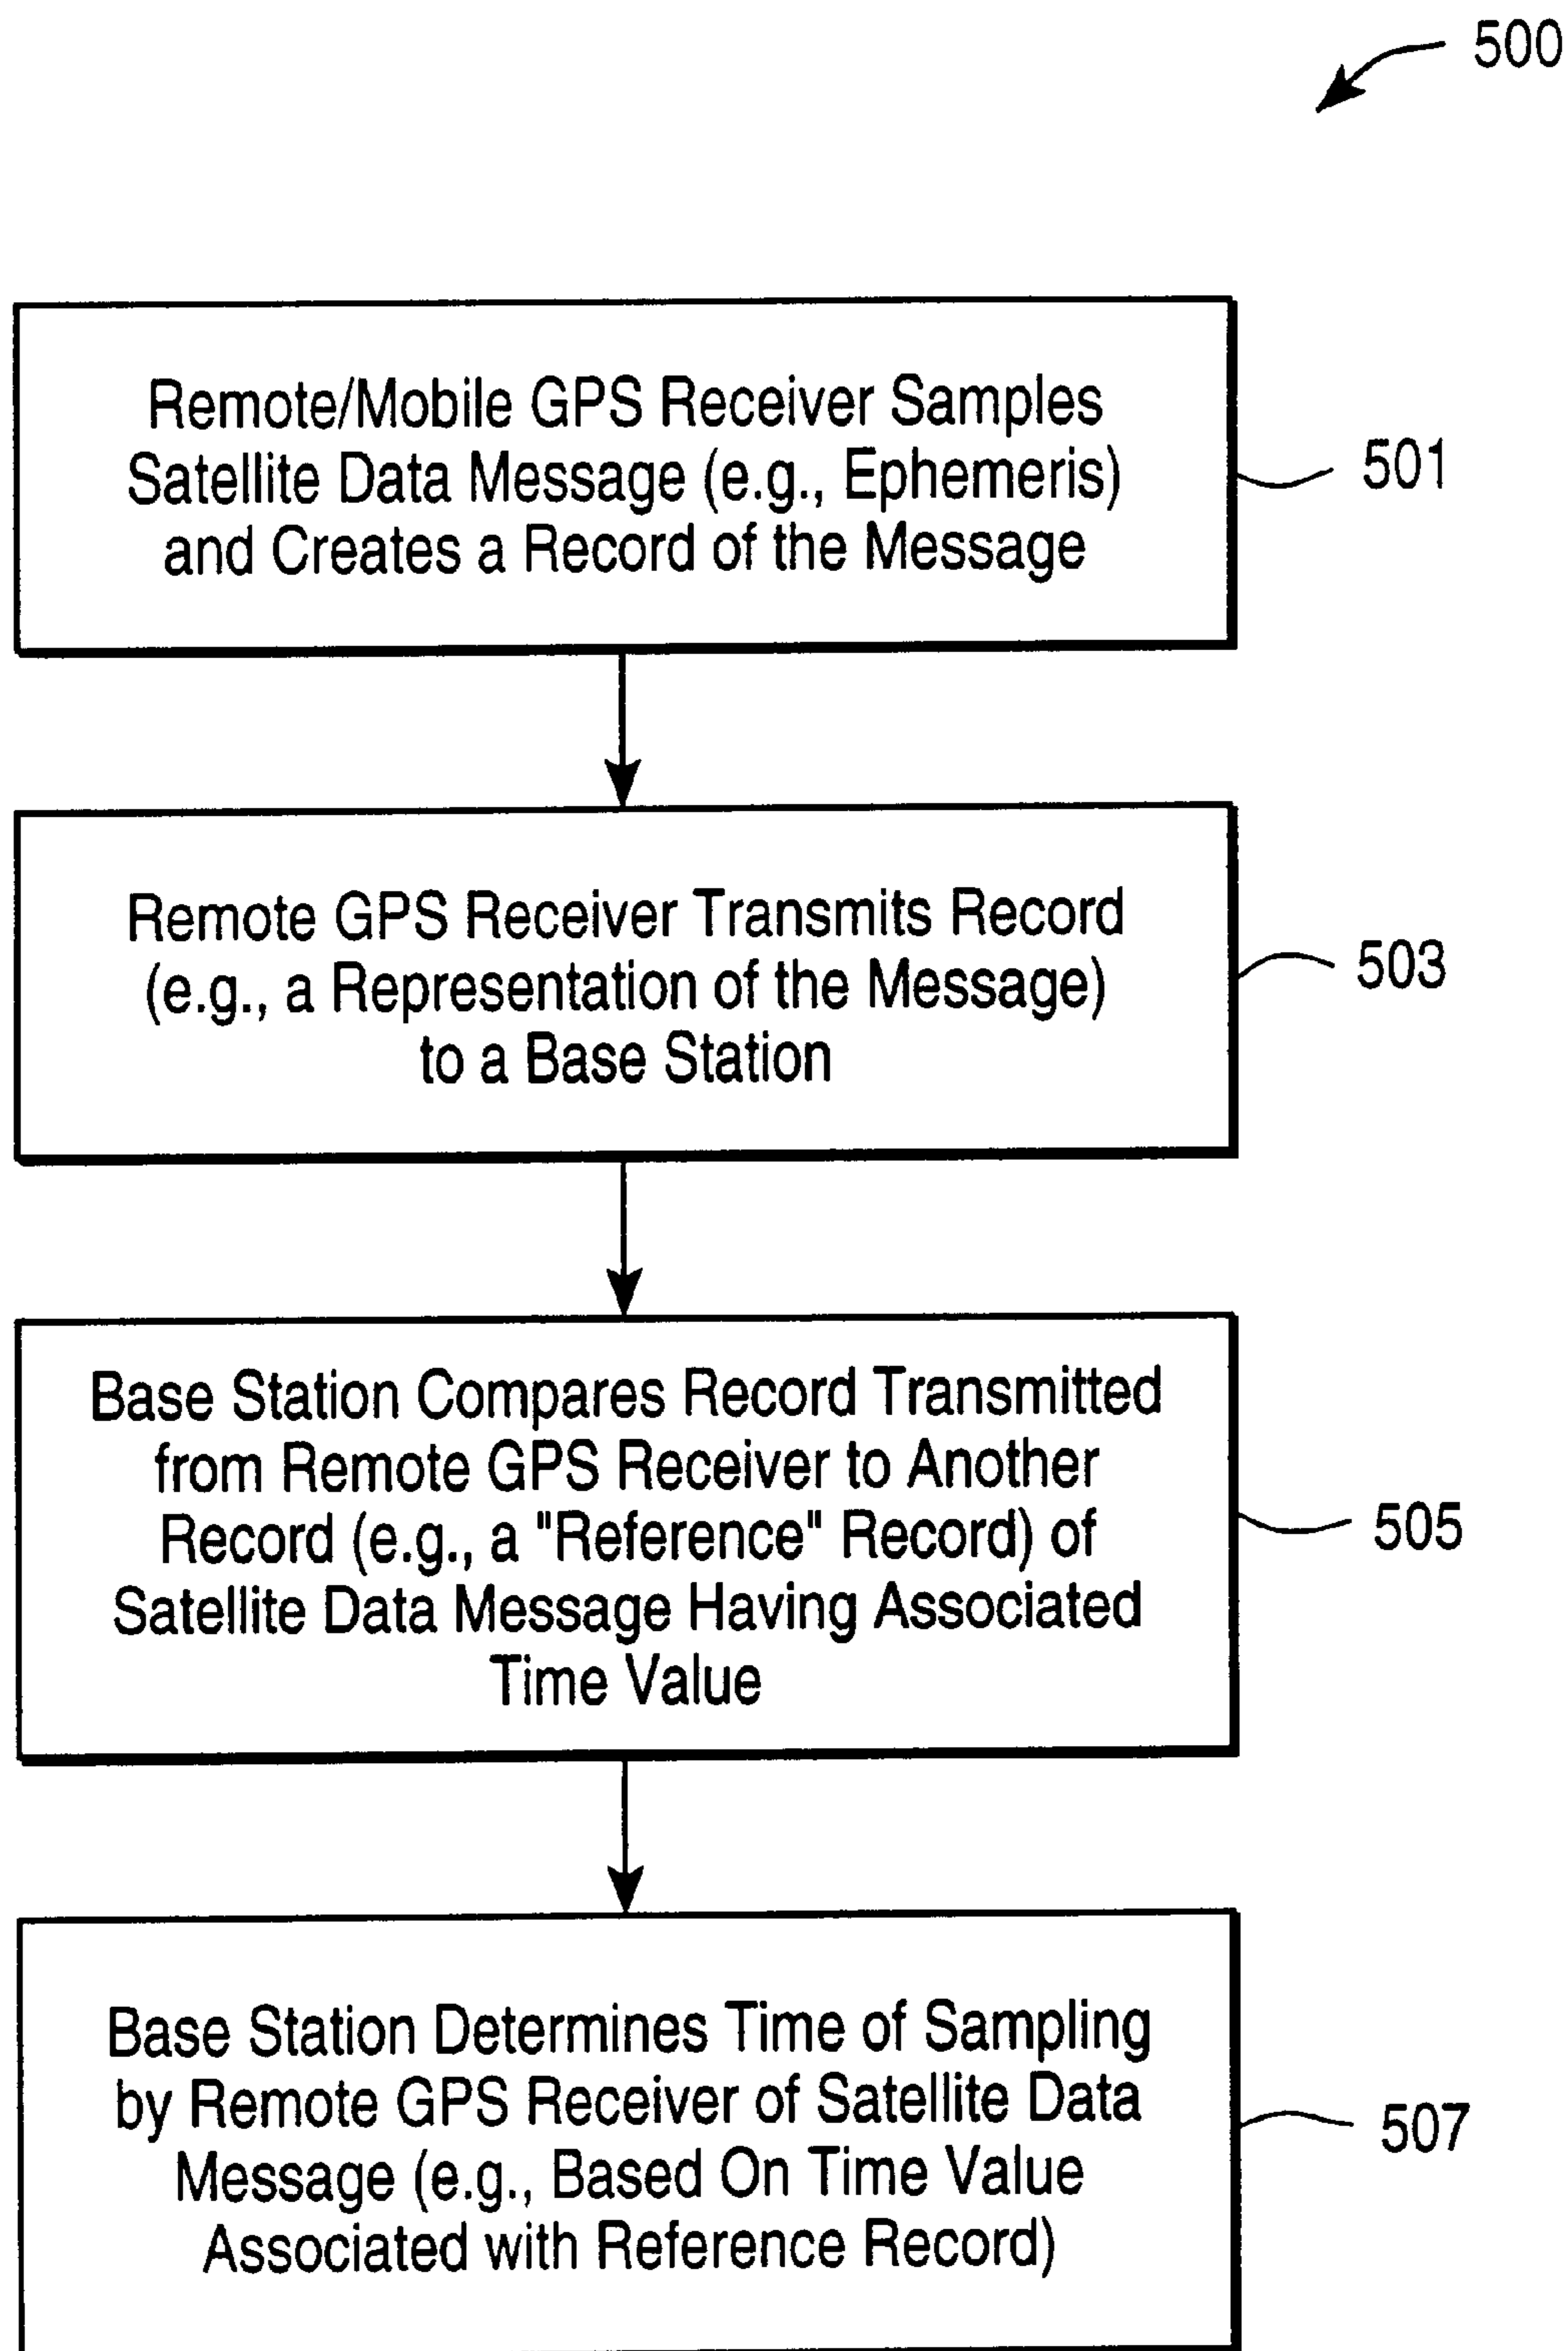 500
Remote/Mobile GPS Receiver Samples
Satellite Data Message (e.g., Ephemeris)
and Creates a Record of the Message
501
Remote GPS Receiver Transmits Record
(e.g., a Representation of the Message)
to a Base Station
503
Base Station Compares Record Transmitted
from Remote GPS Receiver to Another
Record (e.g., a "Reference" Record) of
Satellite Data Message Having Associated
Time Value
505
Base Station Determines Time of Sampling
by Remote GPS Receiver of Satellite Data
Message (e.g., Based On Time Value
Associated with Reference Record)
507